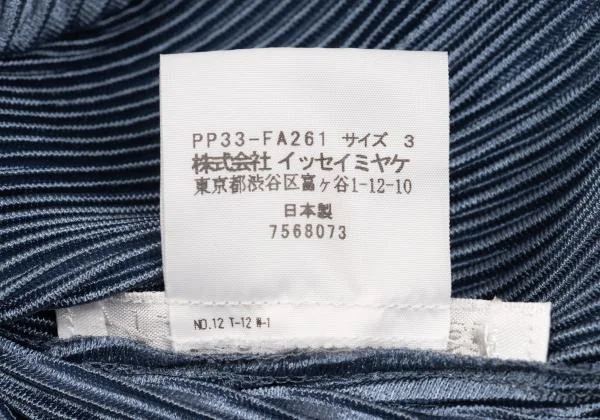 PP33-FA261 サイズ 3
株式会社 イッセイミヤケ
東京都渋谷区富ヶ谷1-12-10
日本製
7568073
NO.12 T-12 W-1